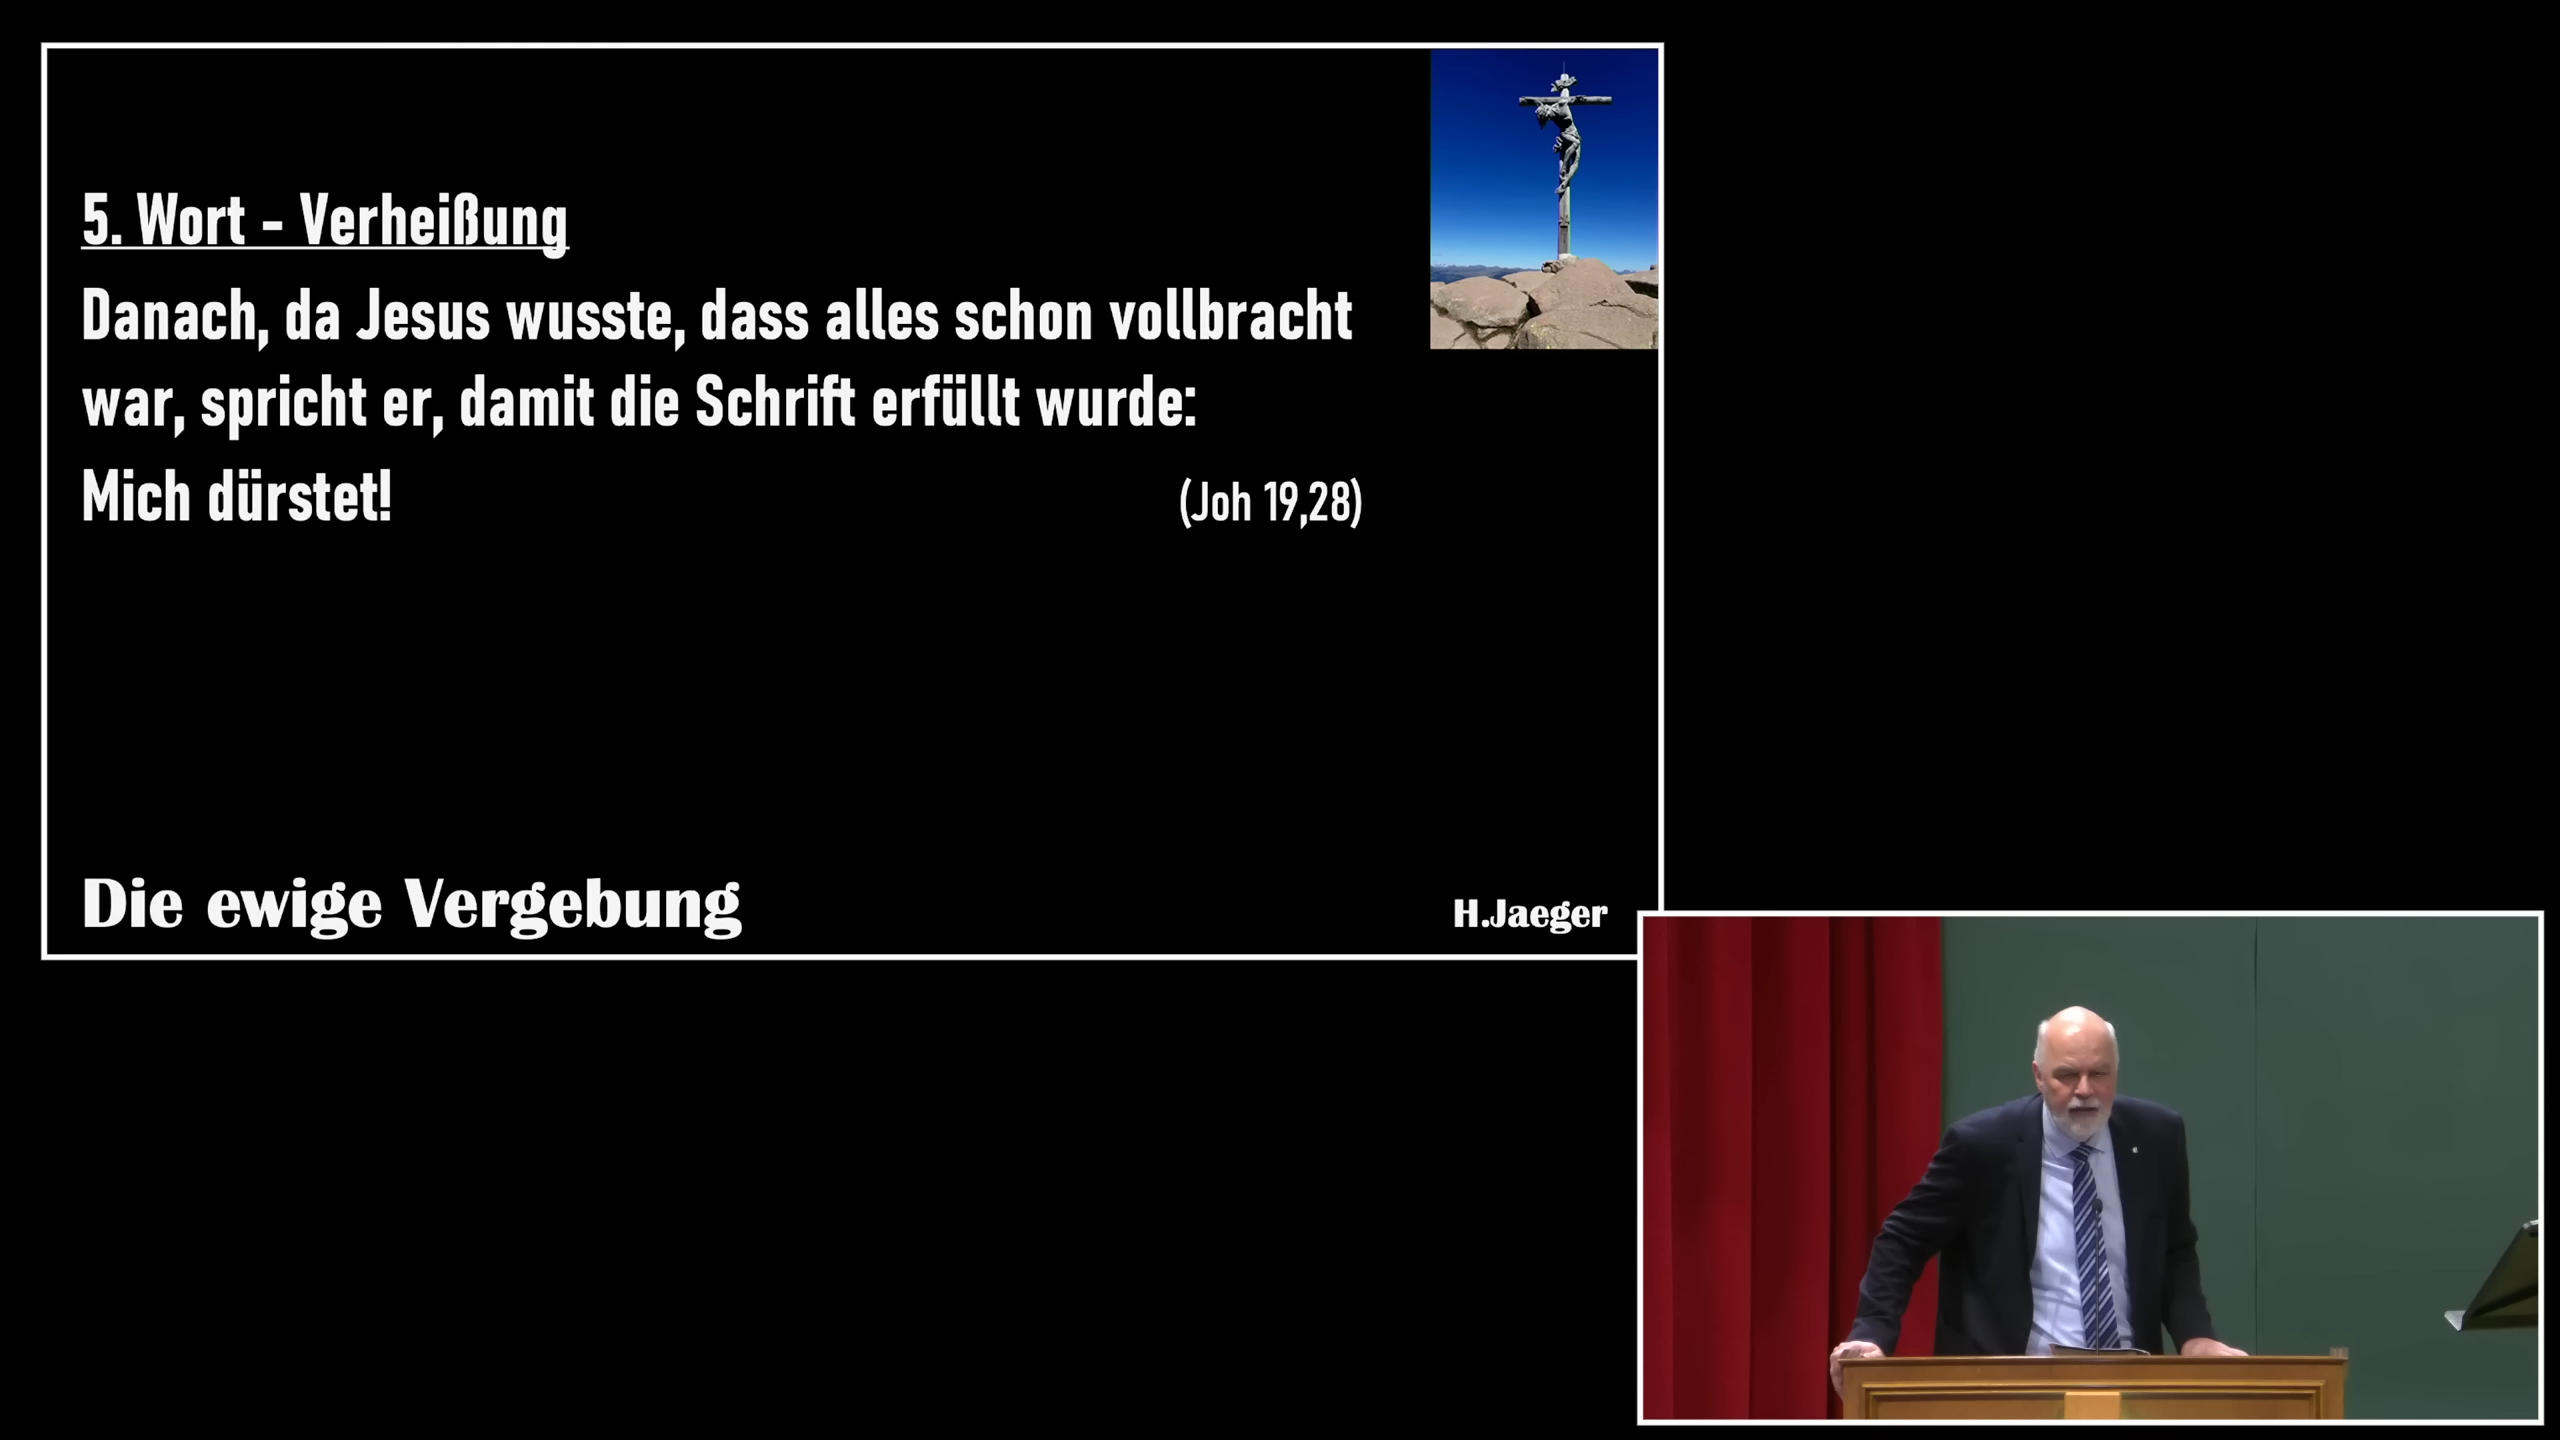 5. Wort - Verheißung
Danach, da Jesus wusste, dass alles schon vollbracht
war, spricht er, damit die Schrift erfüllt wurde:
Mich dürstet! (Joh 19,28)
Die ewige Vergebung
H.Jaeger